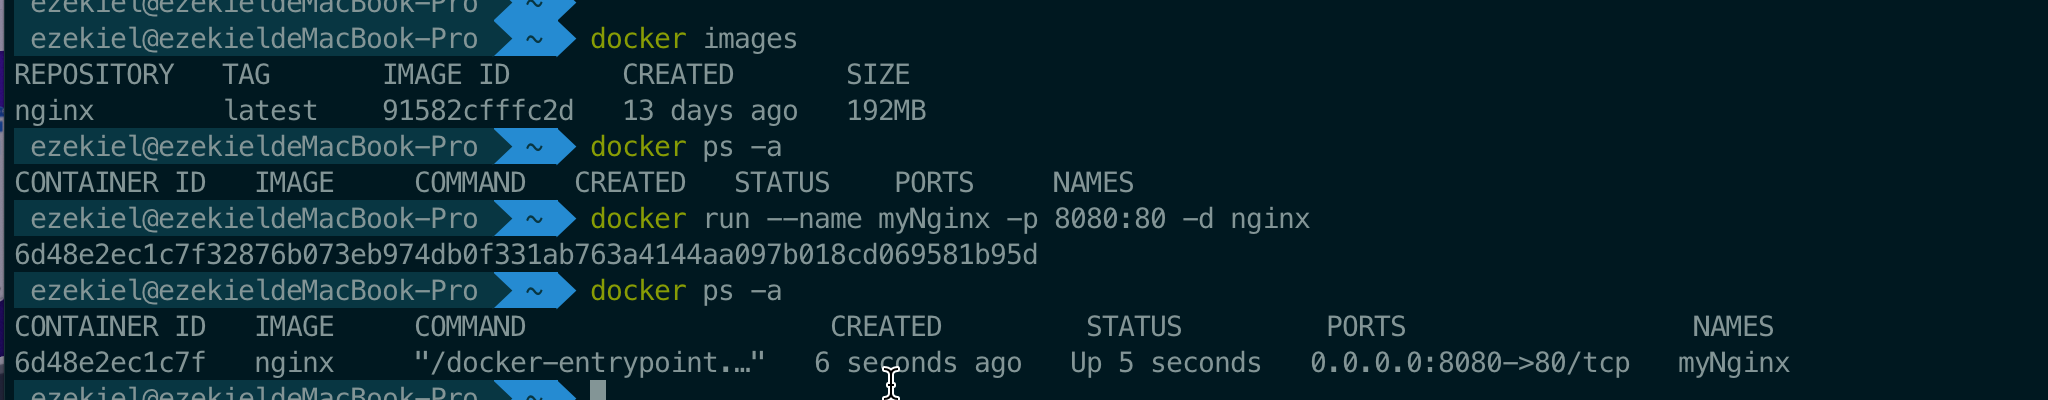 ezekiel@ezekieldeMacBook-Pro ~
ezekiel@ezekieldeMacBook-Pro ~ docker images
REPOSITORY TAG IMAGE ID CREATED SIZE
nginx latest 91582cfffc2d 13 days ago 192MB
ezekiel@ezekieldeMacBook-Pro ~ docker ps -a
CONTAINER ID IMAGE COMMAND CREATED STATUS PORTS NAMES
ezekiel@ezekieldeMacBook-Pro ~ docker run --name myNginx -p 8080:80 -d nginx
6d48e2ec1c7f32876b073eb974db0f331ab763a4144aa097b018cd069581b95d
ezekiel@ezekieldeMacBook-Pro ~ docker ps -a
CONTAINER ID IMAGE COMMAND CREATED STATUS PORTS NAMES
6d48e2ec1c7f nginx "/docker-entrypoint.…" 6 seconds ago Up 5 seconds 0.0.0.0:8080->80/tcp myNginx
ezekiel@ezekieldeMacBook-Pro ~